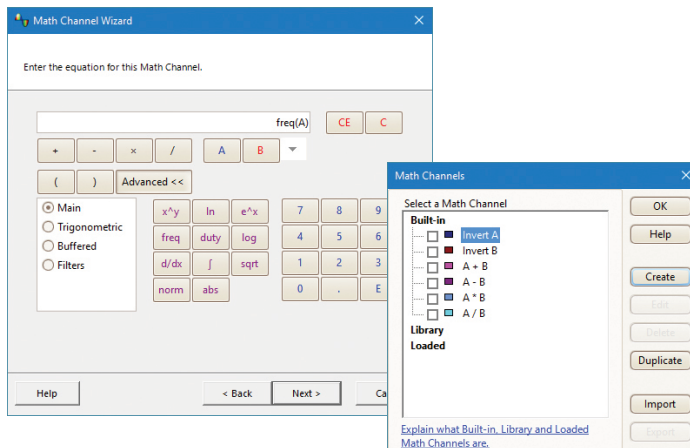 Math Channel Wizard
Enter the equation for this Math Channel.
freq(A)
CE C
+ - × / A B
( ) Advanced <<
Main
Trigonometric
Buffered
Filters
x^y ln e^x 7 8 9
freq duty log 4 5 6
d/dx ∫ sqrt 1 2 3
norm abs 0 . E
Help < Back Next > Ca
Math Channels
Select a Math Channel
Built-in
Invert A
Invert B
A + B
A - B
A * B
A / B
Library
Loaded
Explain what Built-in, Library and Loaded
Math Channels are.
OK
Help
Create
Edit
Delete
Duplicate
Import
Export